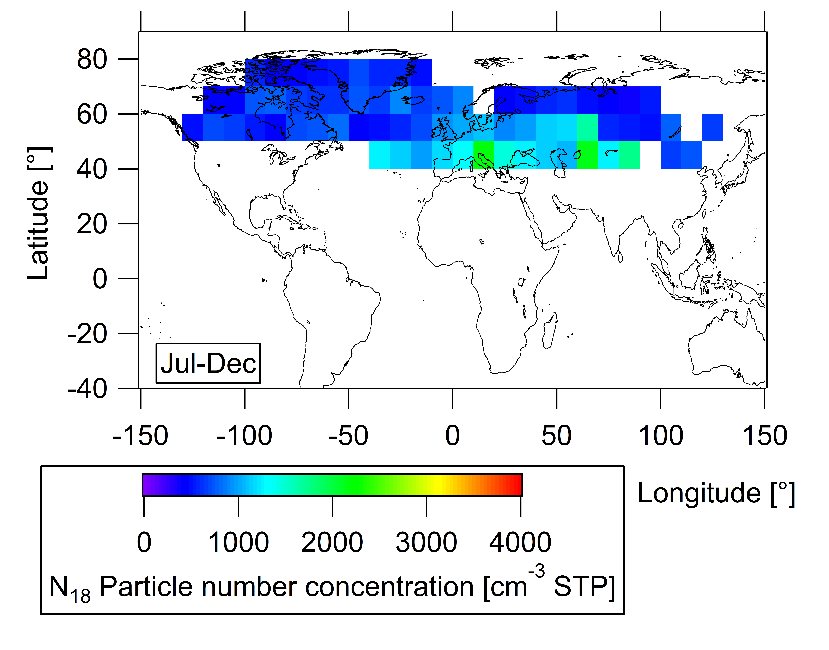 80
60
40
20
0
-20
-40
Latitude [°]
Jul-Dec
-150 -100 -50 0 50 100 150
Longitude [°]
0 1000 2000 3000 4000
N18 Particle number concentration [cm-3 STP]